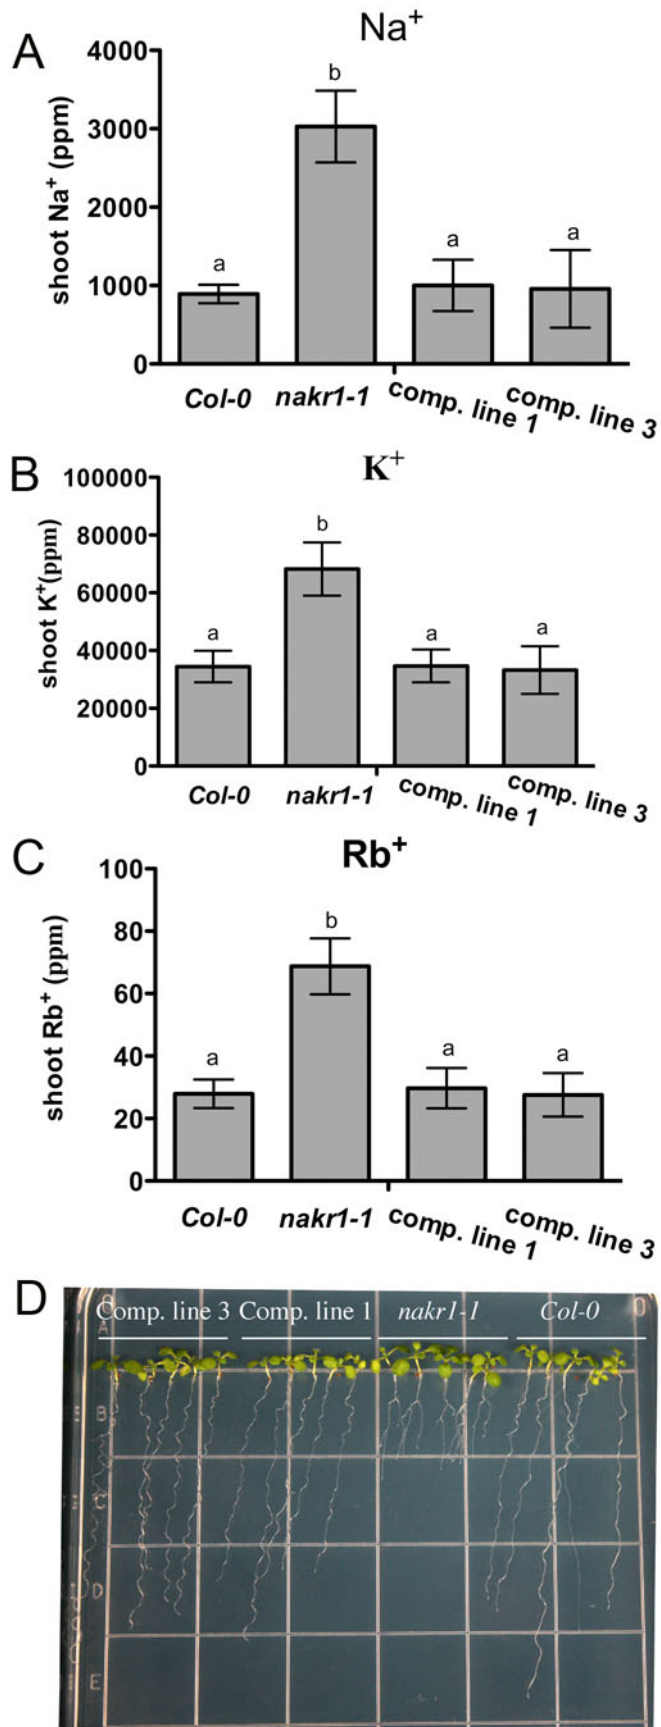 A
Na⁺
4000
3000
2000
1000
0
shoot Na⁺ (ppm)
a
b
a
a
Col-0
nakr1-1
comp. line 1
comp. line 3
B
K⁺
100000
80000
60000
40000
20000
0
shoot K⁺(ppm)
a
b
a
a
Col-0
nakr1-1
comp. line 1
comp. line 3
C
Rb⁺
100
80
60
40
20
0
shoot Rb⁺ (ppm)
a
b
a
a
Col-0
nakr1-1
comp. line 1
comp. line 3
D
Comp. line 3 Comp. line 1 nakr1-1 Col-0
A
B
C
D
E